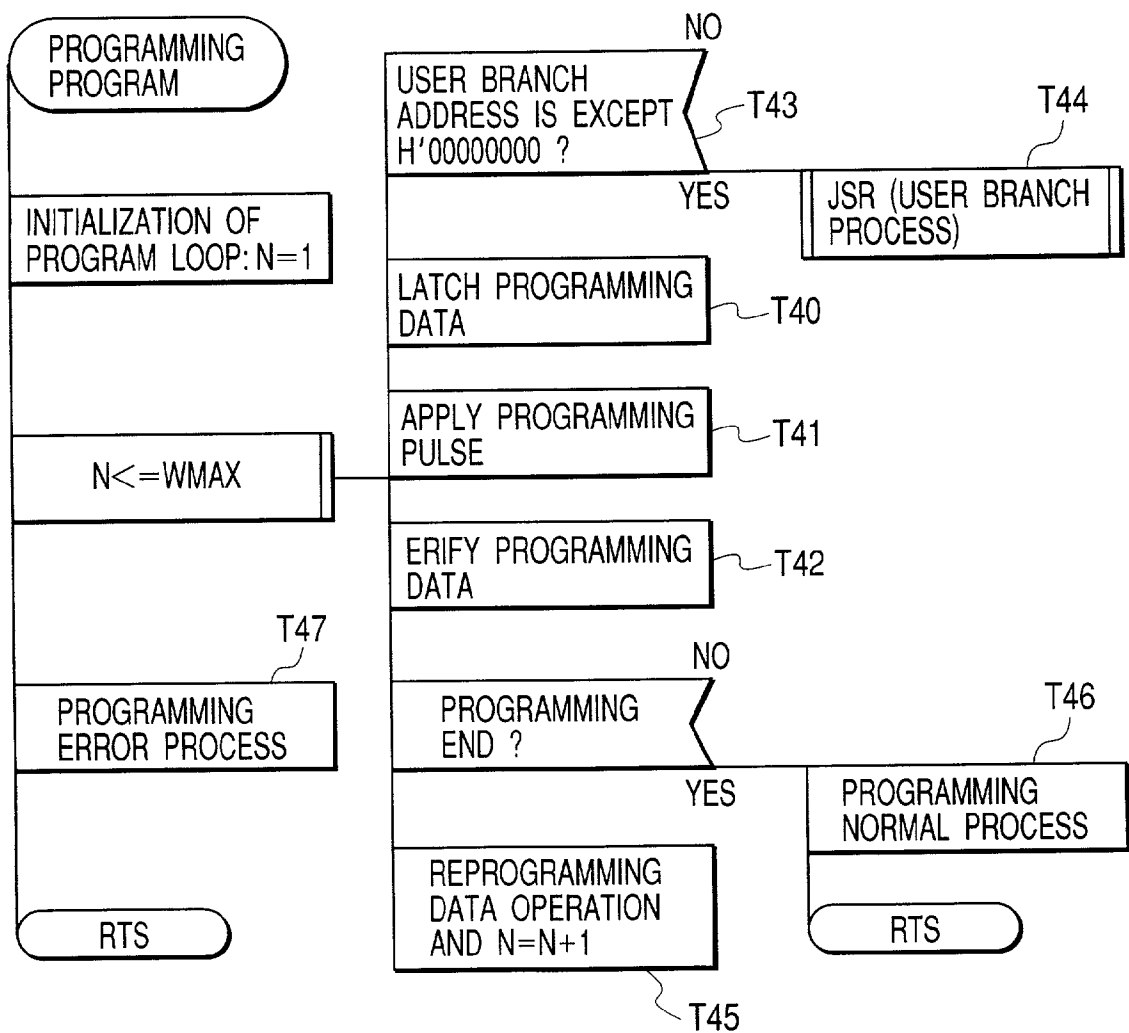 PROGRAMMING
PROGRAM
INITIALIZATION OF
PROGRAM LOOP: N=1
N<=WMAX
T47
PROGRAMMING
ERROR PROCESS
RTS
NO
USER BRANCH
ADDRESS IS EXCEPT
H'00000000 ?
T43
YES
T44
JSR (USER BRANCH
PROCESS)
LATCH PROGRAMMING
DATA
T40
APPLY PROGRAMMING
PULSE
T41
ERIFY PROGRAMMING
DATA
T42
NO
PROGRAMMING
END ?
YES
T46
PROGRAMMING
NORMAL PROCESS
RTS
REPROGRAMMING
DATA OPERATION
AND N=N+1
T45